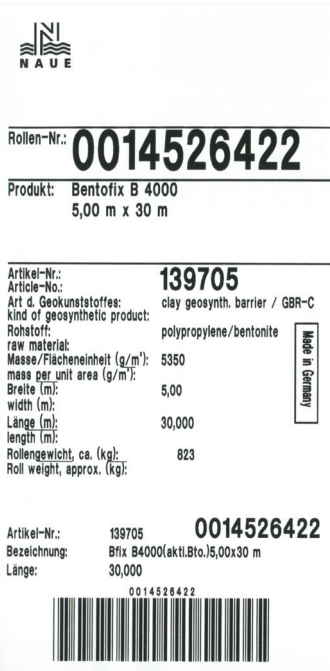 NAUE
Rollen-Nr.: 0014526422
Produkt: Bentofix B 4000
5,00 m x 30 m
Artikel-Nr.:
Article-No.: 139705
Art d. Geokunststoffes: clay geosynth. barrier / GBR-C
kind of geosynthetic product:
Rohstoff: polypropylene/bentonite
raw material:
Masse/Flächeneinheit (g/m²): 5350
mass per unit area (g/m²):
Breite (m): 5,00
width (m):
Länge (m): 30,000
length (m):
Rollengewicht, ca. (kg): 823
Roll weight, approx. (kg):
Made in Germany
Artikel-Nr.: 139705 0014526422
Bezeichnung: Bfix B4000(akti.Bto.)5,00x30 m
Länge: 30,000
0014526422